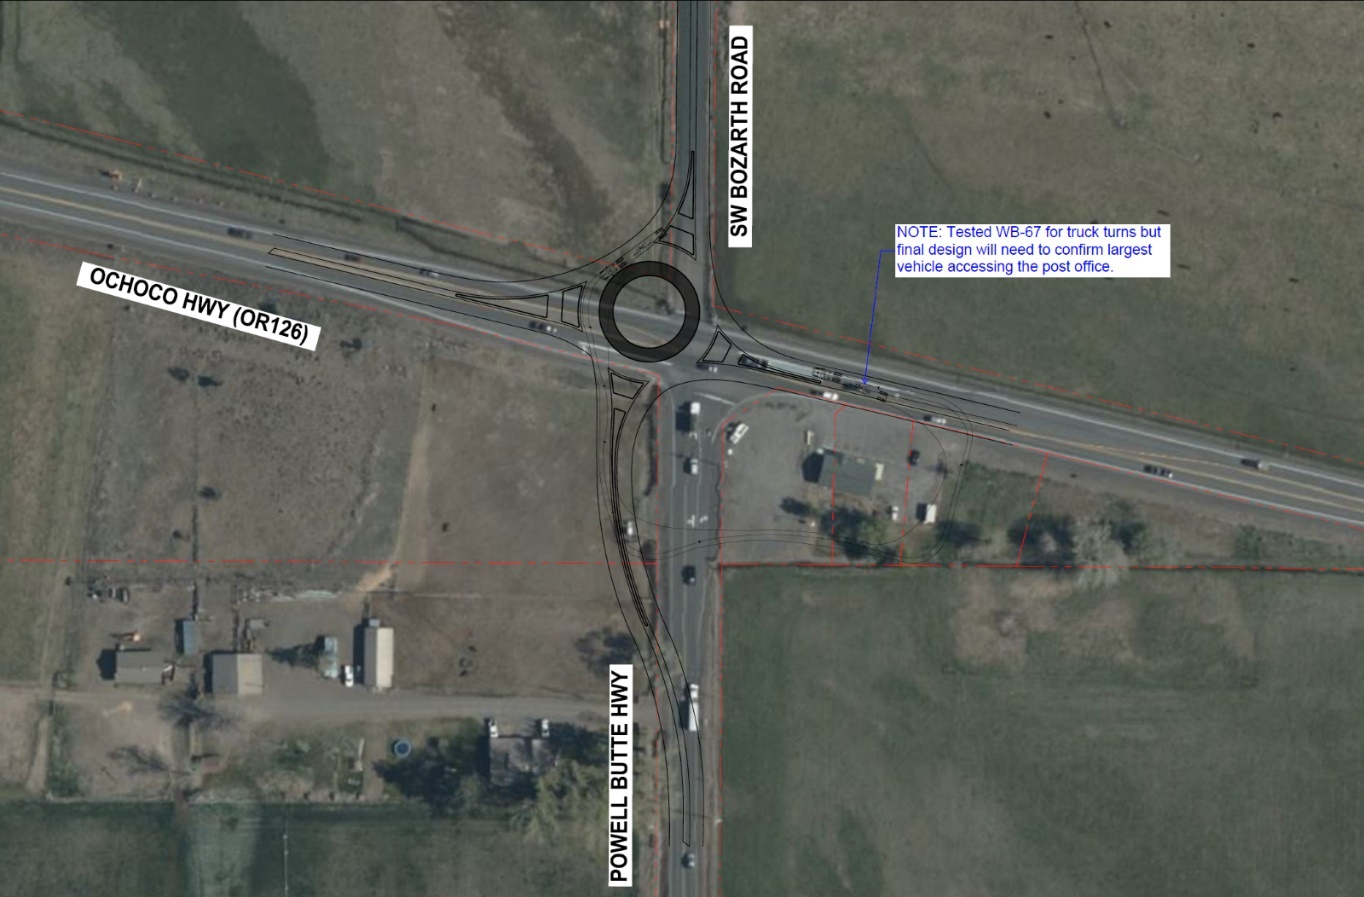 SW BOZARTH ROAD
NOTE: Tested WB-67 for truck turns but
final design will need to confirm largest
vehicle accessing the post office.
OCHOCO HWY (OR126)
POWELL BUTTE HWY